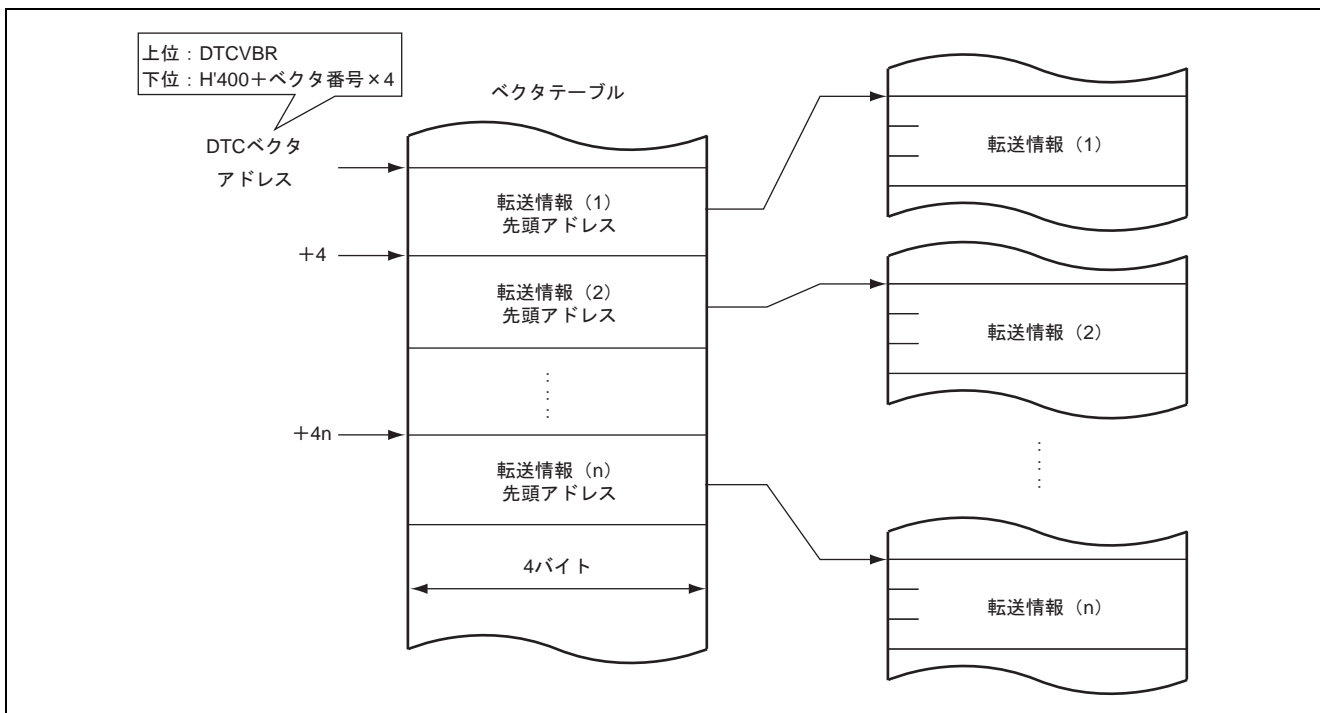 上位：DTCVBR
下位：H'400＋ベクタ番号×4
DTCベクタ
アドレス
ベクタテーブル
転送情報（1）
先頭アドレス
＋4
転送情報（2）
先頭アドレス
＋4n
転送情報（n）
先頭アドレス
4バイト
転送情報（1）
転送情報（2）
転送情報（n）